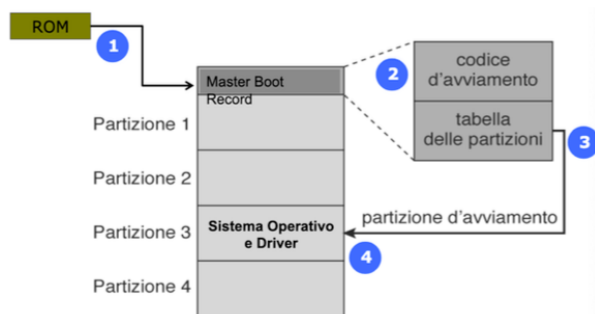 ROM
1
Master Boot
Record
2
codice
d'avviamento
tabella
delle partizioni
3
Partizione 1
Partizione 2
partizione d'avviamento
Partizione 3
Sistema Operativo
e Driver
4
Partizione 4